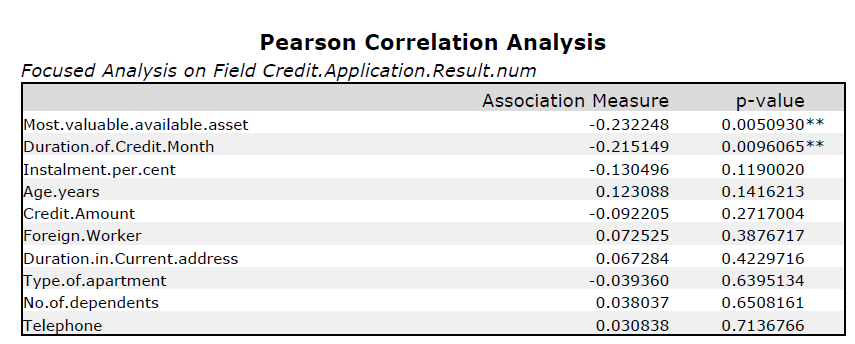 Pearson Correlation Analysis
Focused Analysis on Field Credit.Application.Result.num
Association Measure p-value
Most.valuable.available.asset -0.232248 0.0050930**
Duration.of.Credit.Month -0.215149 0.0096065**
Instalment.per.cent -0.130496 0.1190020
Age.years 0.123088 0.1416213
Credit.Amount -0.092205 0.2717004
Foreign.Worker 0.072525 0.3876717
Duration.in.Current.address 0.067284 0.4229716
Type.of.apartment -0.039360 0.6395134
No.of.dependents 0.038037 0.6508161
Telephone 0.030838 0.7136766